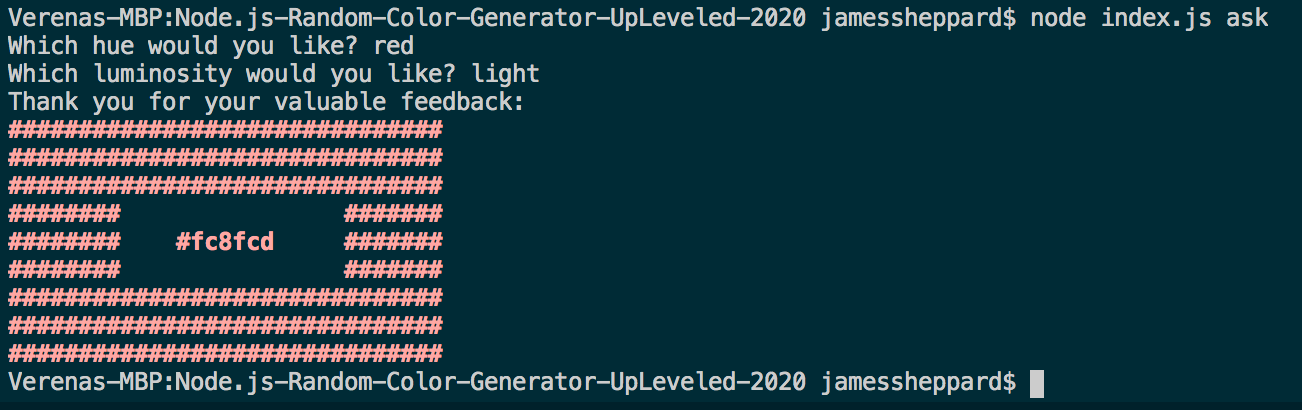 Verenas-MBP:Node.js-Random-Color-Generator-UpLeveled-2020 jamessheppard$ node index.js ask
Which hue would you like? red
Which luminosity would you like? light
Thank you for your valuable feedback:
###############################
###############################
###############################
########                #######
########    #fc8fcd     #######
########                #######
###############################
###############################
###############################
Verenas-MBP:Node.js-Random-Color-Generator-UpLeveled-2020 jamessheppard$